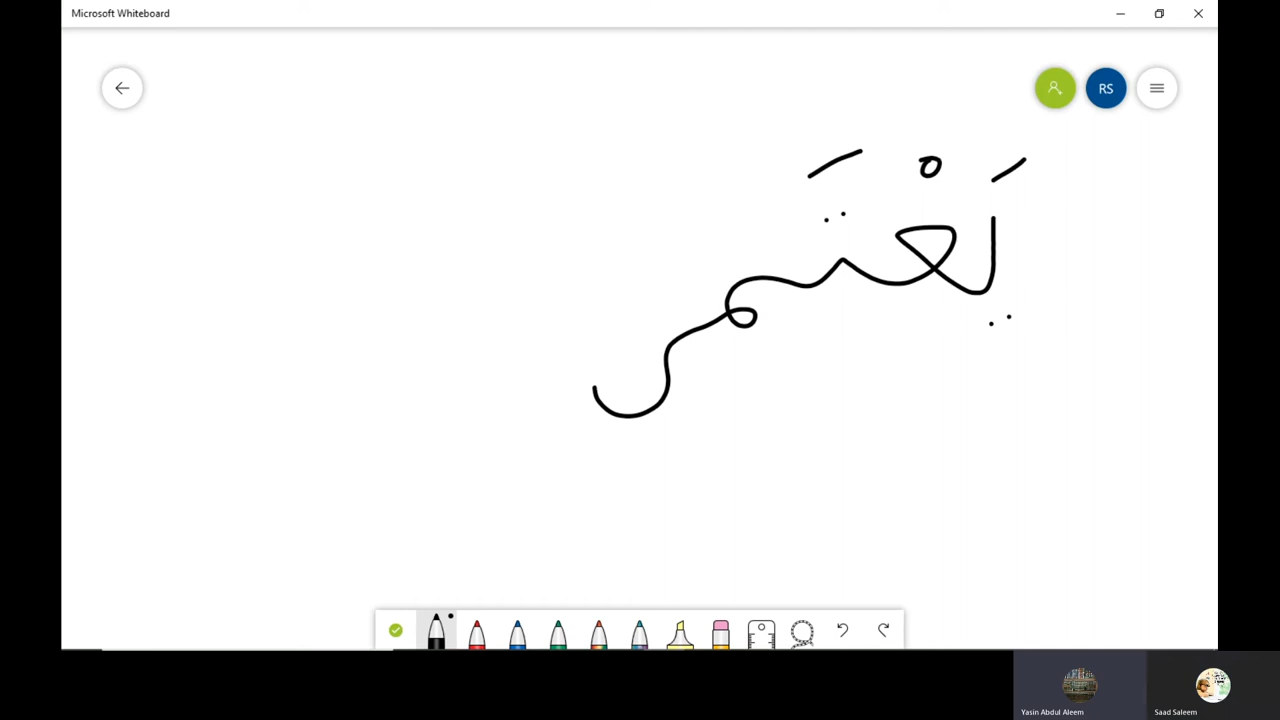 Microsoft Whiteboard
RS
يَعْتَمر
Yasin Abdul Aleem
Saad Saleem